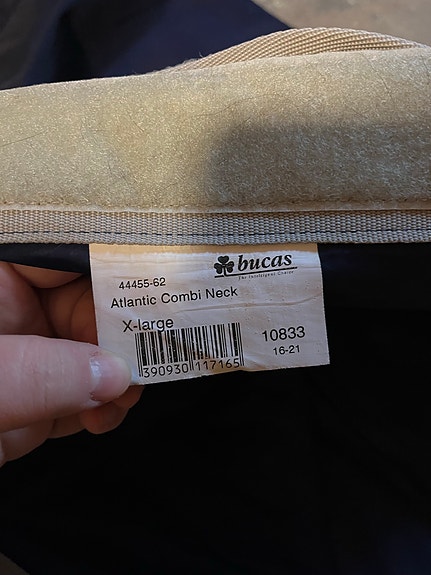 bucas
The Intelligent Choice
44455-62
Atlantic Combi Neck
X-large
10833
16-21
390930 117165